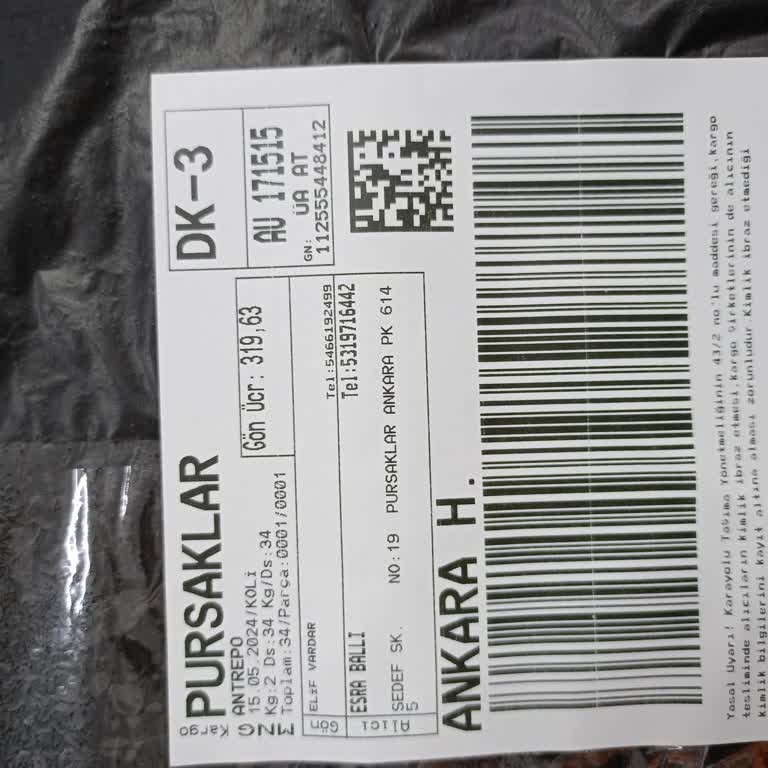 PURSAKLAR
DK-3
MNG
Kargo
ANTREPO
15.05.2024/KOLİ
Kg:2 Ds:34 Kg/Ds:34
Toplam:34/Parça:0001/0001
Gön Ücr: 319,63
AU 171515
ÜA AT
GN:
112555448412
Gön
ELİF VARDAR
Tel:5466192499
Alıcı
ESRA BALLI
Tel:5319716442
SEDEF SK. NO:19 PURSAKLAR ANKARA PK 614
5
ANKARA H.
Yasal Uyarı! Karayolu Taşıma Yönetmeliğinin 43/2 no'lu maddesi gereği,kargo
tesliminde alıcıların kimlik ibraz etmesi,kargo şirketlerinin de alıcının
kimlik bilgilerini kayıt altına alması zorunludur.Kimlik ibraz etmediği